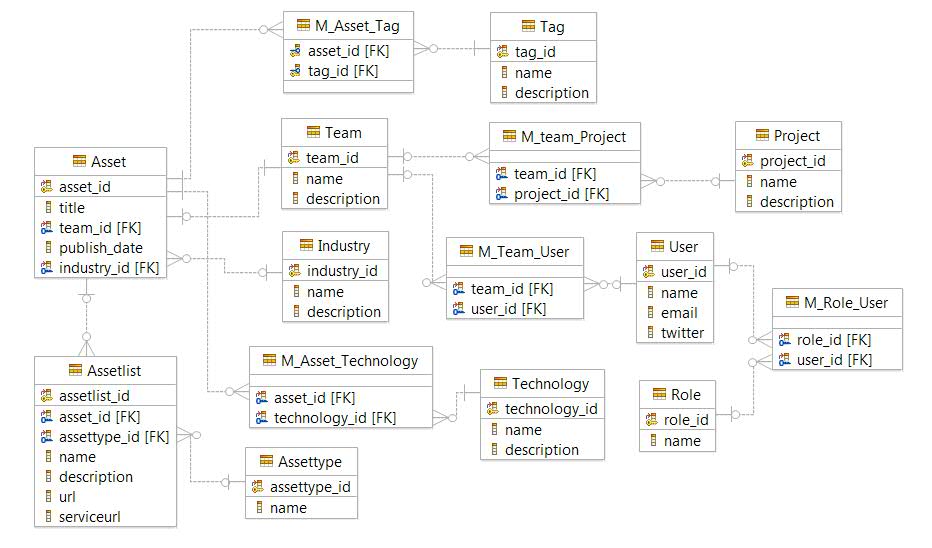 M_Asset_Tag
asset_id [FK]
tag_id [FK]
Tag
tag_id
name
description
Team
team_id
name
description
M_team_Project
team_id [FK]
project_id [FK]
Project
project_id
name
description
Asset
asset_id
title
team_id [FK]
publish_date
industry_id [FK]
Industry
industry_id
name
description
M_Team_User
team_id [FK]
user_id [FK]
User
user_id
name
email
twitter
M_Role_User
role_id [FK]
user_id [FK]
Assetlist
assetlist_id
asset_id [FK]
assettype_id [FK]
name
description
url
serviceurl
M_Asset_Technology
asset_id [FK]
technology_id [FK]
Technology
technology_id
name
description
Role
role_id
name
Assettype
assettype_id
name